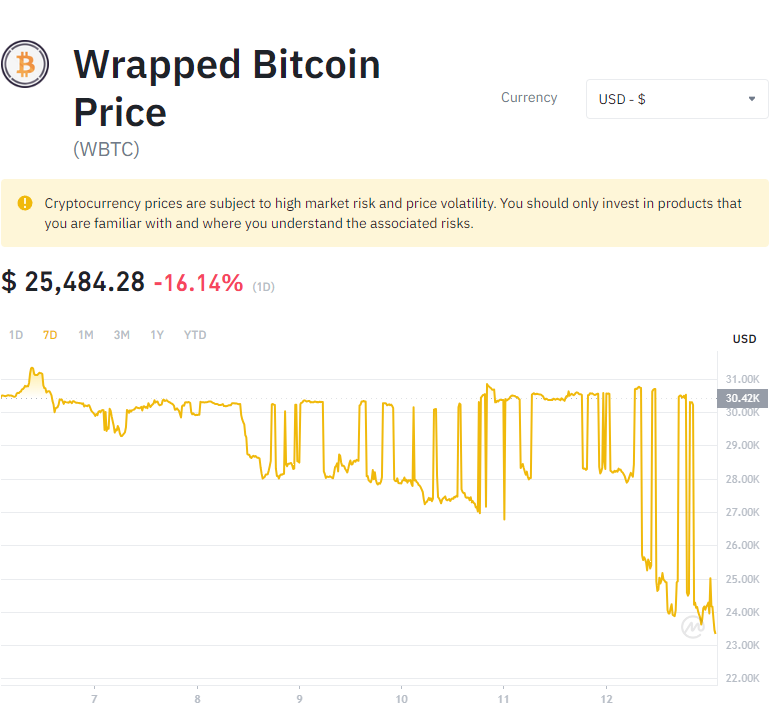 Wrapped Bitcoin
Price
(WBTC)
Currency
USD - $
Cryptocurrency prices are subject to high market risk and price volatility. You should only invest in products that
you are familiar with and where you understand the associated risks.
$ 25,484.28 -16.14% (1D)
1D 7D 1M 3M 1Y YTD
USD
31.00K
30.42K
30.00K
29.00K
28.00K
27.00K
26.00K
25.00K
24.00K
23.00K
22.00K
7 8 9 10 11 12